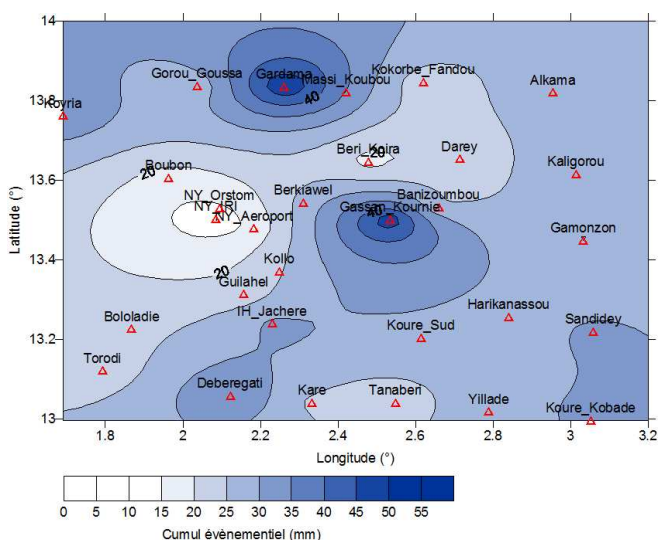 14
Gorou_Goussa
Gardama
Massi_Koubou
Kokorbe_Fandou
Alkama
40
13.8
Koyria
Beri_Koira
20
Darey
Kaligorou
Boubon
20
13.6
NY_Orstom
NY_IRI
NY_Aeroport
Berkiawel
Gassan_Kournie
40
Banizoumbou
Gamonzon
Latitude (°)
13.4
20
Kollo
Guilahel
IH_Jachere
Bololadie
13.2
Koure_Sud
Harikanassou
Sandidey
Torodi
Deberegati
Kare
Tanaberi
Yillade
Koure_Kobade
13
1.8 2 2.2 2.4 2.6 2.8 3 3.2
Longitude (°)
0 5 10 15 20 25 30 35 40 45 50 55
Cumul évènementiel (mm)